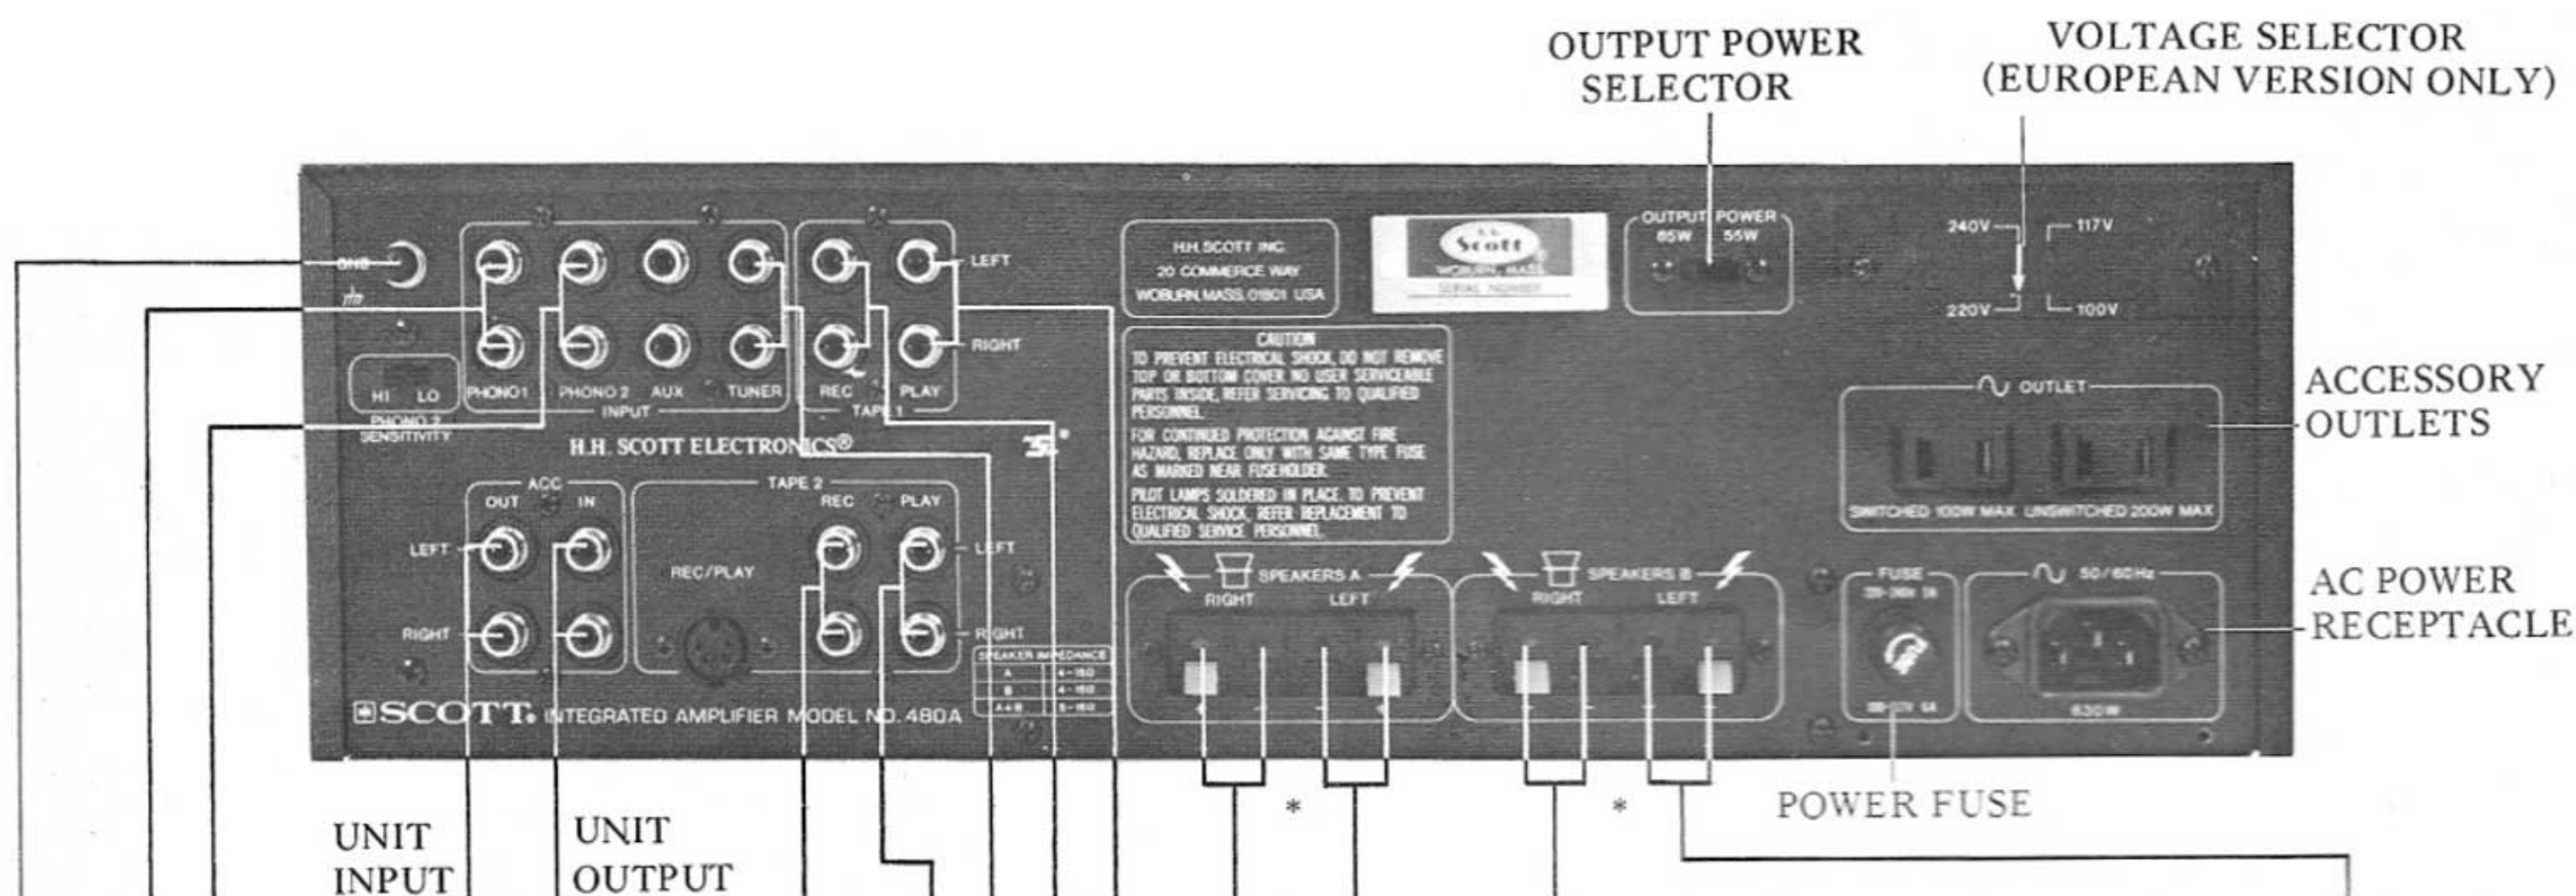 OUTPUT POWER
SELECTOR
VOLTAGE SELECTOR
(EUROPEAN VERSION ONLY)
GND
HI LO
PHONO 2
SENSITIVITY
PHONO 1 PHONO 2 AUX TUNER
INPUT
REC PLAY
TAPE 1
LEFT
RIGHT
H.H. SCOTT ELECTRONICS®
H.H. SCOTT INC.
20 COMMERCE WAY
WOBURN, MASS. 01801 USA
Scott®
WOBURN, MASS.
SERIAL NUMBER
OUTPUT POWER
85W 55W
240V 117V
220V 100V
CAUTION
TO PREVENT ELECTRICAL SHOCK, DO NOT REMOVE
TOP OR BOTTOM COVER. NO USER SERVICEABLE
PARTS INSIDE, REFER SERVICING TO QUALIFIED
PERSONNEL.
FOR CONTINUED PROTECTION AGAINST FIRE
HAZARD, REPLACE ONLY WITH SAME TYPE FUSE
AS MARKED NEAR FUSEHOLDER.
PILOT LAMPS SOLDERED IN PLACE. TO PREVENT
ELECTRICAL SHOCK, REFER REPLACEMENT TO
QUALIFIED SERVICE PERSONNEL.
OUTLET
SWITCHED 100W MAX UNSWITCHED 200W MAX
ACCESSORY
OUTLETS
ACC
OUT IN
LEFT
RIGHT
TAPE 2
REC PLAY
REC/PLAY
LEFT
RIGHT
SPEAKER IMPEDANCE
A 4-16Ω
B 4-16Ω
A+B 8-16Ω
SCOTT® INTEGRATED AMPLIFIER MODEL NO. 480A
SPEAKERS A
RIGHT LEFT
SPEAKERS B
RIGHT LEFT
FUSE
50/60Hz
630W
AC POWER
RECEPTACLE
* *
POWER FUSE
UNIT
INPUT
UNIT
OUTPUT